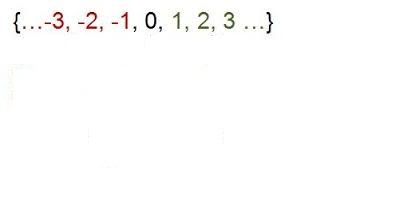 {…-3, -2, -1, 0, 1, 2, 3 …}